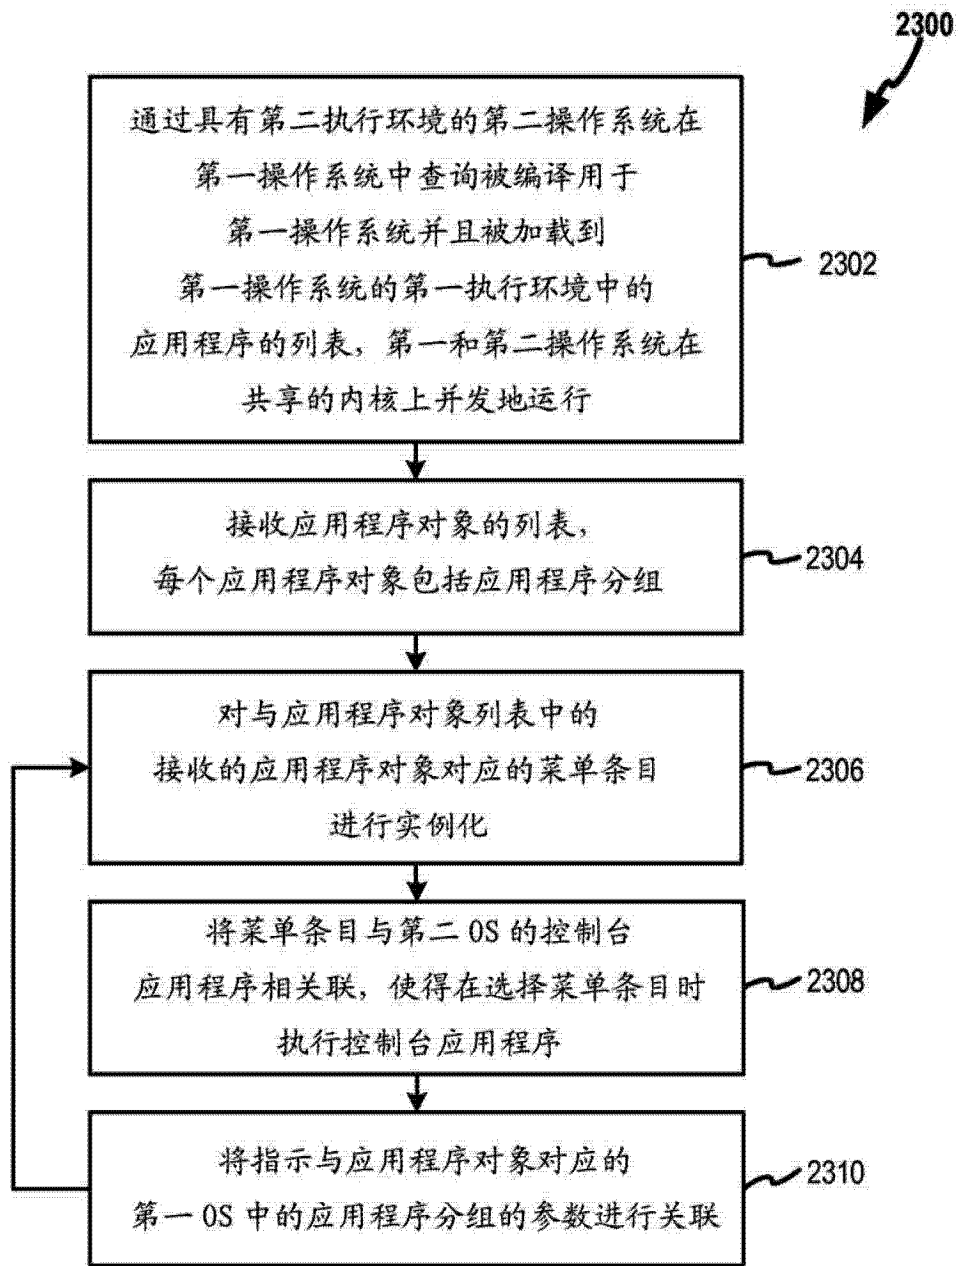 2300
通过具有第二执行环境的第二操作系统在
第一操作系统中查询被编译用于
第一操作系统并且被加载到
第一操作系统的第一执行环境中的
应用程序的列表，第一和第二操作系统在
共享的内核上并发地运行
2302
接收应用程序对象的列表，
每个应用程序对象包括应用程序分组
2304
对与应用程序对象列表中的
接收的应用程序对象对应的菜单条目
进行实例化
2306
将菜单条目与第二OS的控制台
应用程序相关联，使得在选择菜单条目时
执行控制台应用程序
2308
将指示与应用程序对象对应的
第一OS中的应用程序分组的参数进行关联
2310